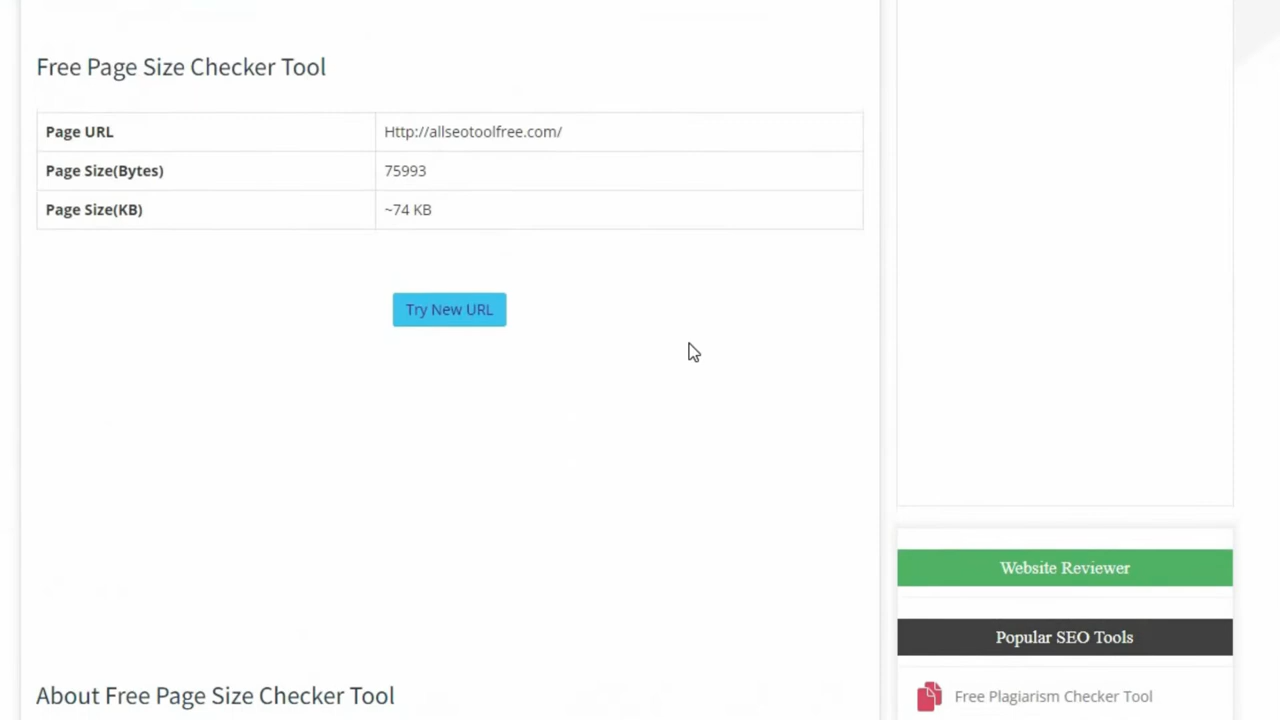 Free Page Size Checker Tool
Page URL Http://allseotoolfree.com/
Page Size(Bytes) 75993
Page Size(KB) ~74 KB
Try New URL
Website Reviewer
Popular SEO Tools
About Free Page Size Checker Tool
Free Plagiarism Checker Tool